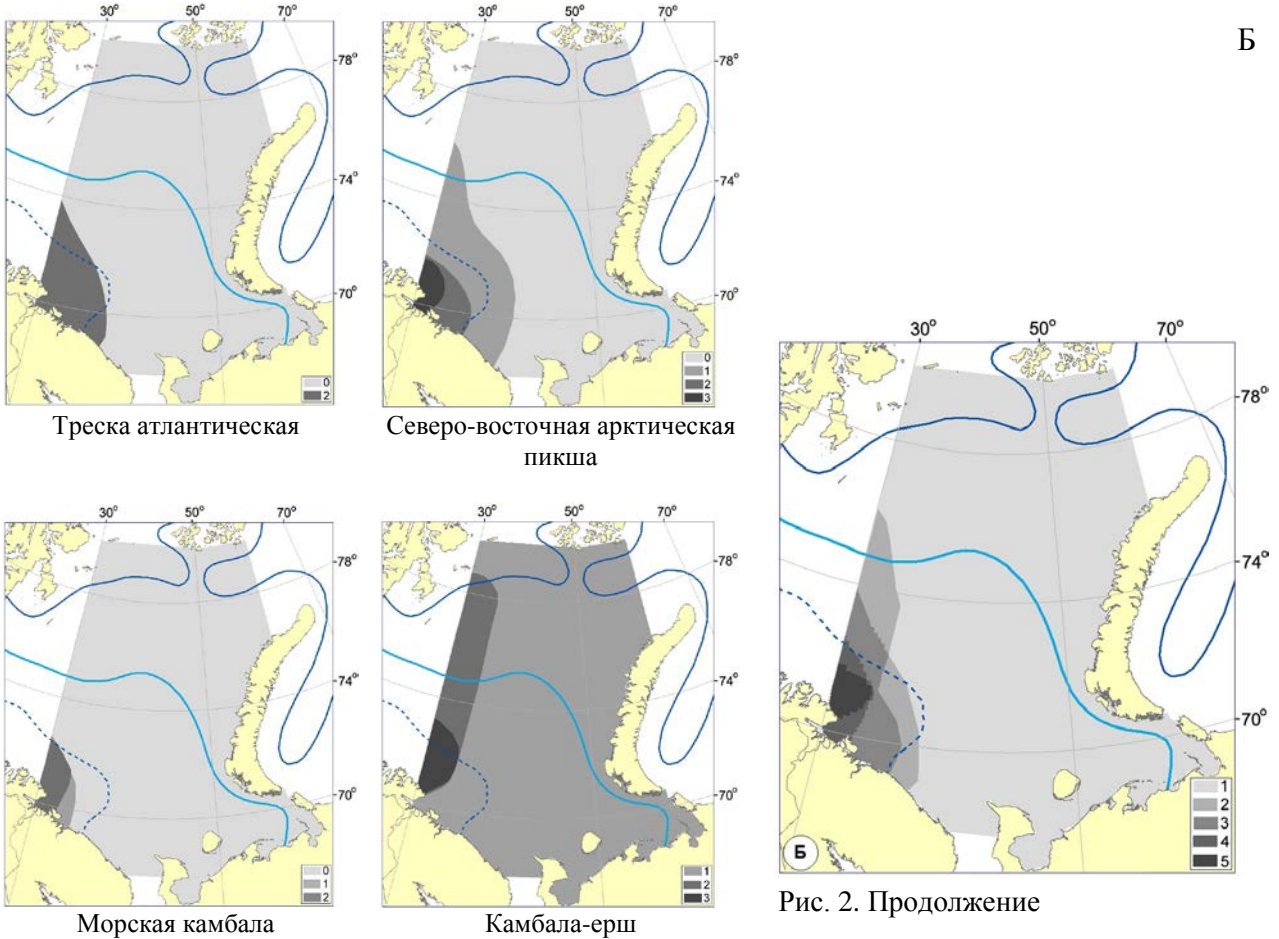 30° 50° 70°
78°
74°
70°
0
2
Треска атлантическая
30° 50° 70°
78°
74°
70°
0
1
2
3
Северо-восточная арктическая
пикша
Б
30° 50° 70°
78°
74°
70°
0
1
2
Морская камбала
30° 50° 70°
78°
74°
70°
1
2
3
Камбала-ерш
30° 50° 70°
78°
74°
70°
1
2
3
4
5
Б
Рис. 2. Продолжение